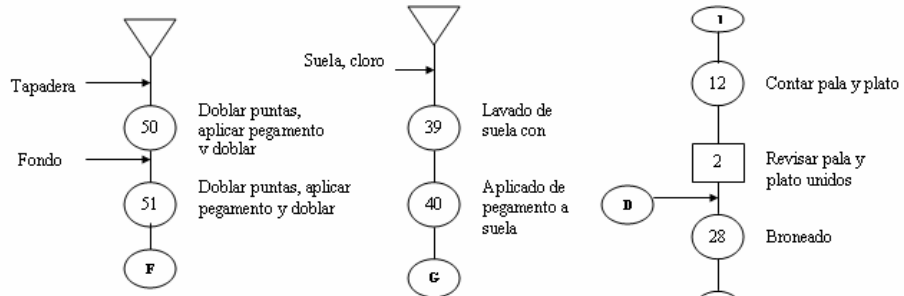 Tapadera
50
Doblar puntas,
aplicar pegamento
y doblar
Fondo
51
Doblar puntas, aplicar
pegamento y doblar
F
Suela, cloro
39
Lavado de
suela con
40
Aplicado de
pegamento a
suela
G
1
12
Contar pala y plato
2
Revisar pala y
plato unidos
D
28
Broneado